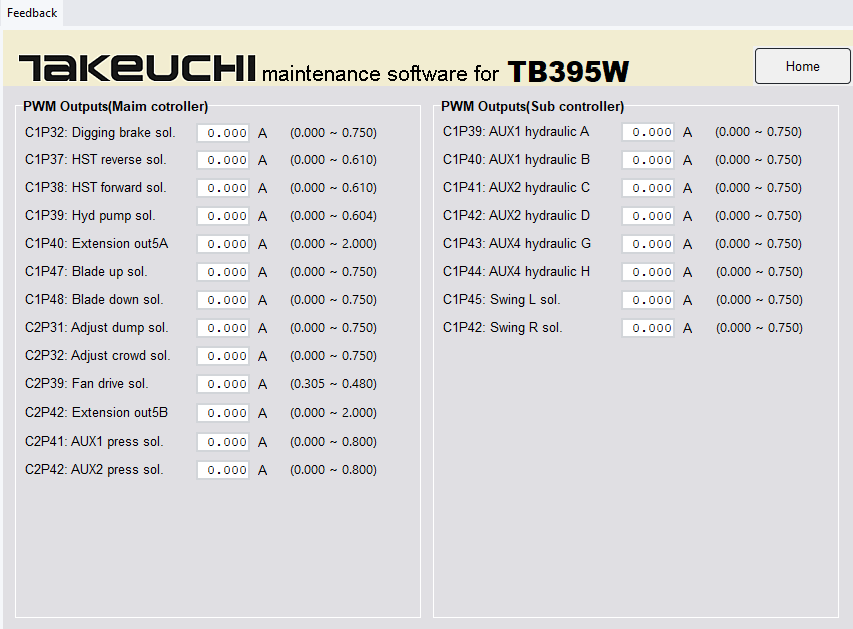 Feedback
TAKEUCHI maintenance software for TB395W
Home
PWM Outputs(Maim cotroller)
C1P32: Digging brake sol. 0.000 A (0.000 ~ 0.750)
C1P37: HST reverse sol. 0.000 A (0.000 ~ 0.610)
C1P38: HST forward sol. 0.000 A (0.000 ~ 0.610)
C1P39: Hyd pump sol. 0.000 A (0.000 ~ 0.604)
C1P40: Extension out5A 0.000 A (0.000 ~ 2.000)
C1P47: Blade up sol. 0.000 A (0.000 ~ 0.750)
C1P48: Blade down sol. 0.000 A (0.000 ~ 0.750)
C2P31: Adjust dump sol. 0.000 A (0.000 ~ 0.750)
C2P32: Adjust crowd sol. 0.000 A (0.000 ~ 0.750)
C2P39: Fan drive sol. 0.000 A (0.305 ~ 0.480)
C2P42: Extension out5B 0.000 A (0.000 ~ 2.000)
C2P41: AUX1 press sol. 0.000 A (0.000 ~ 0.800)
C2P42: AUX2 press sol. 0.000 A (0.000 ~ 0.800)
PWM Outputs(Sub controller)
C1P39: AUX1 hydraulic A 0.000 A (0.000 ~ 0.750)
C1P40: AUX1 hydraulic B 0.000 A (0.000 ~ 0.750)
C1P41: AUX2 hydraulic C 0.000 A (0.000 ~ 0.750)
C1P42: AUX2 hydraulic D 0.000 A (0.000 ~ 0.750)
C1P43: AUX4 hydraulic G 0.000 A (0.000 ~ 0.750)
C1P44: AUX4 hydraulic H 0.000 A (0.000 ~ 0.750)
C1P45: Swing L sol. 0.000 A (0.000 ~ 0.750)
C1P42: Swing R sol. 0.000 A (0.000 ~ 0.750)